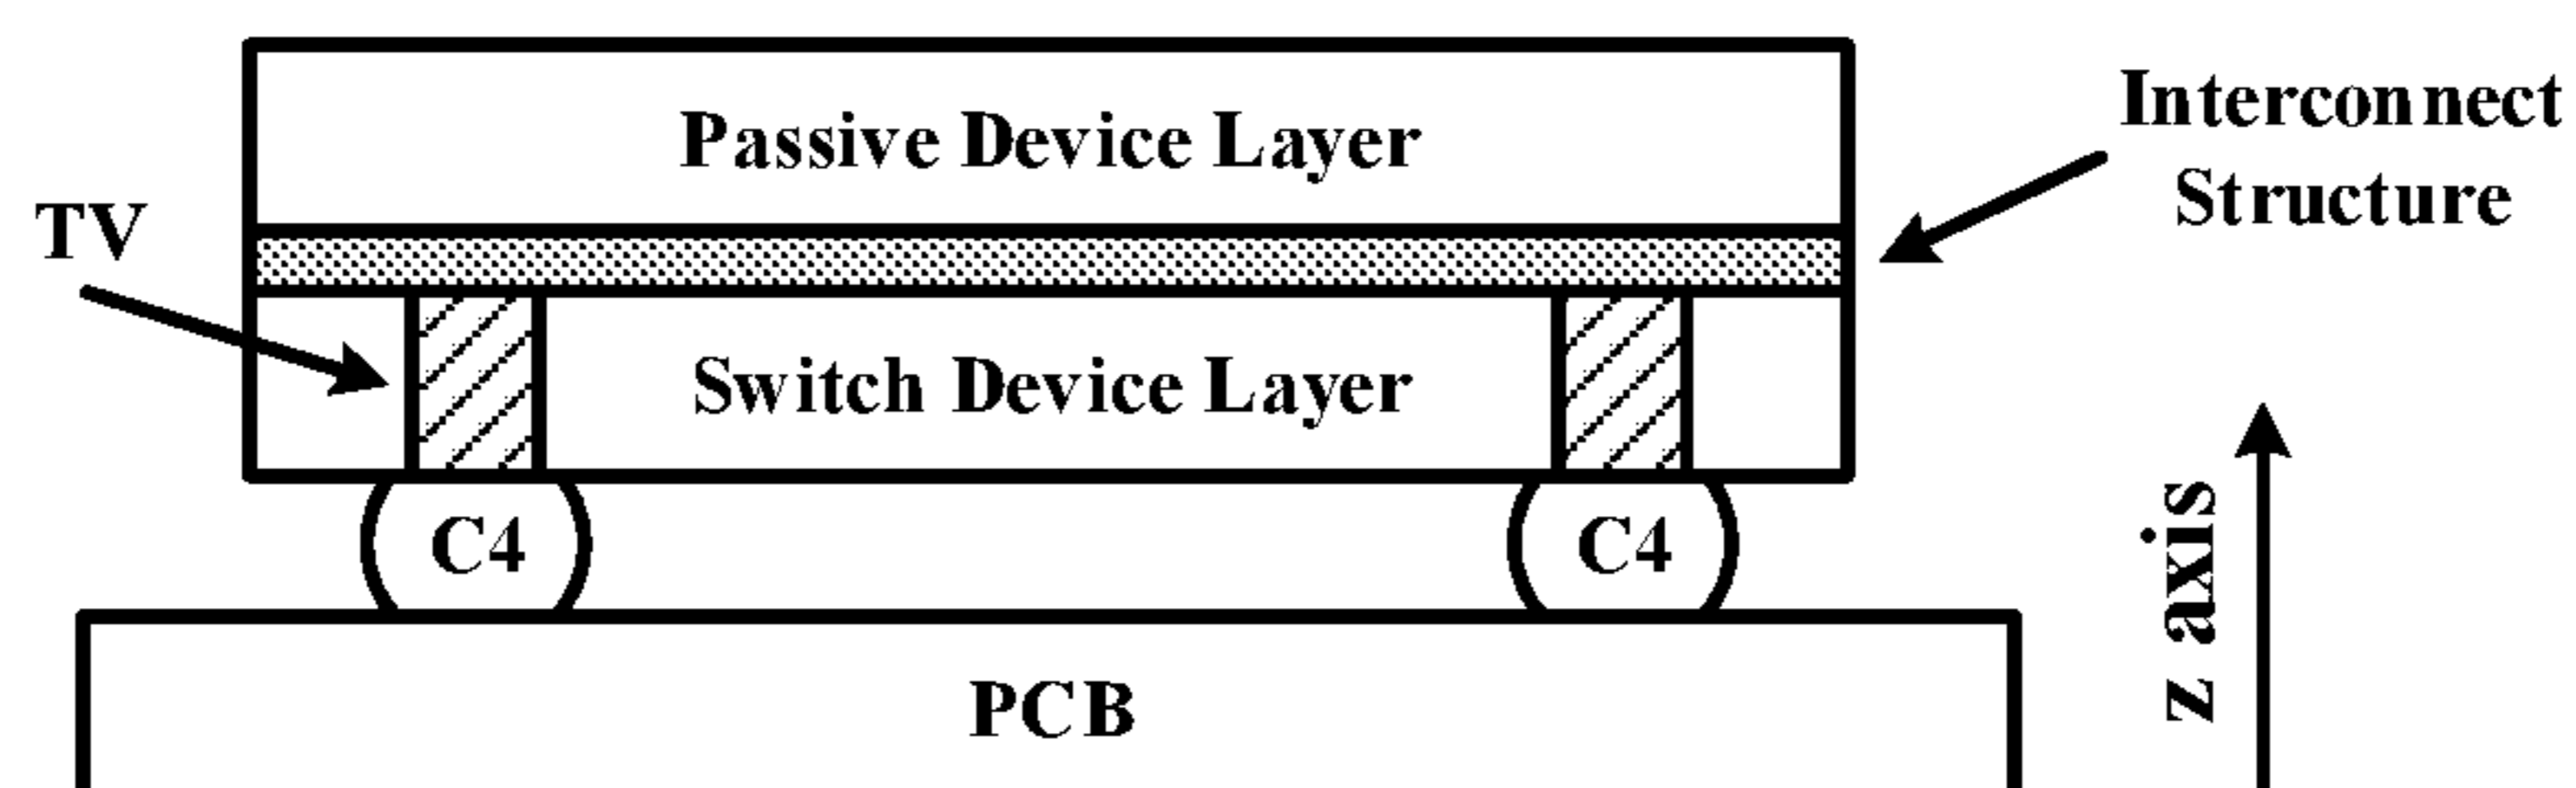 Passive Device Layer
Interconnect
Structure
TV
Switch Device Layer
C4
C4
PCB
z axis